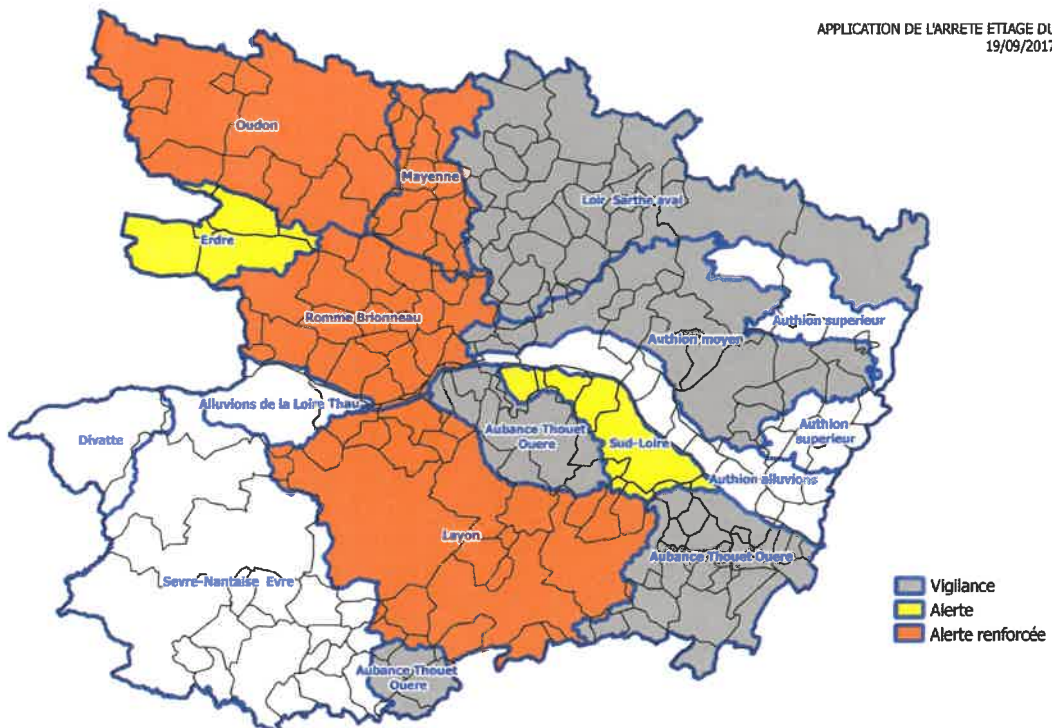 APPLICATION DE L'ARRETE ETIAGE DU
19/09/2017
Oudon
Mayenne
Loir Sarthe aval
Erdre
Romme Brionneau
Authion superieur
Authion moyen
Alluvions de la Loire Thau
Divatte
Aubance Thouet
Ouere
Sud-Loire
Authion
superieur
Authion alluvions
Layon
Aubance Thouet Ouere
Sevre-Nantaise Evre
Aubance Thouet
Ouere
Vigilance
Alerte
Alerte renforcée